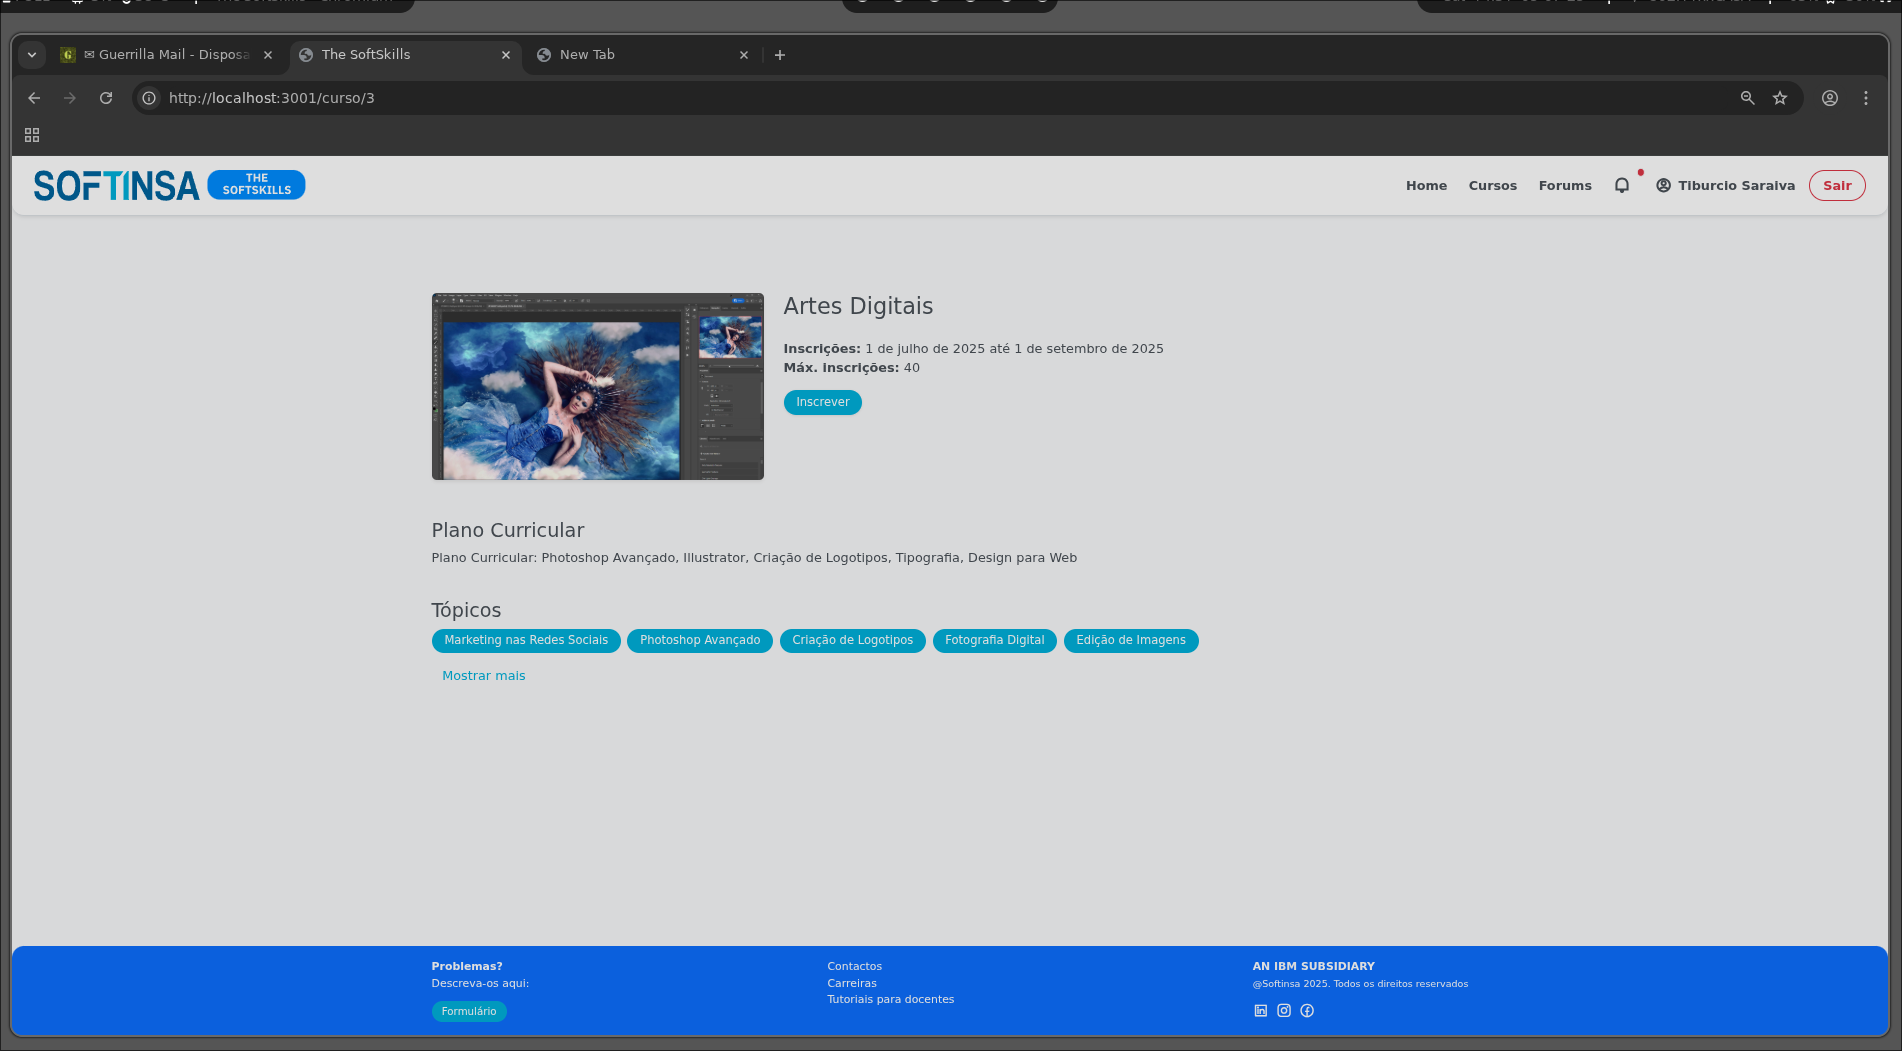 ✉ Guerrilla Mail - Disposa
The SoftSkills
New Tab
http://localhost:3001/curso/3
SOFTINSA
THE
SOFTSKILLS
Home
Cursos
Forums
Tiburcio Saraiva
Sair
Artes Digitais
Inscrições: 1 de julho de 2025 até 1 de setembro de 2025
Máx. inscrições: 40
Inscrever
Plano Curricular
Plano Curricular: Photoshop Avançado, Illustrator, Criação de Logotipos, Tipografia, Design para Web
Tópicos
Marketing nas Redes Sociais
Photoshop Avançado
Criação de Logotipos
Fotografia Digital
Edição de Imagens
Mostrar mais
Problemas?
Descreva-os aqui:
Formulário
Contactos
Carreiras
Tutoriais para docentes
AN IBM SUBSIDIARY
@Softinsa 2025. Todos os direitos reservados